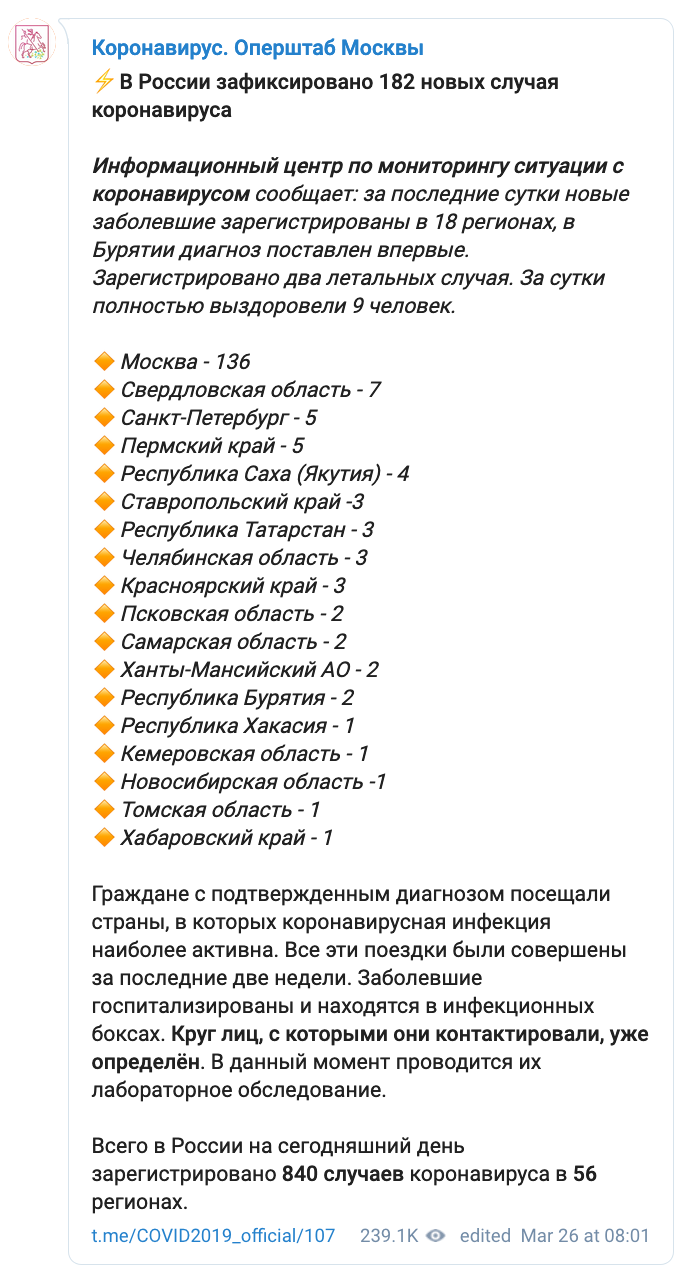 Коронавирус. Оперштаб Москвы
⚡В России зафиксировано 182 новых случая
коронавируса
Информационный центр по мониторингу ситуации с
коронавирусом сообщает: за последние сутки новые
заболевшие зарегистрированы в 18 регионах, в
Бурятии диагноз поставлен впервые.
Зарегистрировано два летальных случая. За сутки
полностью выздоровели 9 человек.
🔶 Москва - 136
🔶 Свердловская область - 7
🔶 Санкт-Петербург - 5
🔶 Пермский край - 5
🔶 Республика Саха (Якутия) - 4
🔶 Ставропольский край -3
🔶 Республика Татарстан - 3
🔶 Челябинская область - 3
🔶 Красноярский край - 3
🔶 Псковская область - 2
🔶 Самарская область - 2
🔶 Ханты-Мансийский АО - 2
🔶 Республика Бурятия - 2
🔶 Республика Хакасия - 1
🔶 Кемеровская область - 1
🔶 Новосибирская область -1
🔶 Томская область - 1
🔶 Хабаровский край - 1
Граждане с подтвержденным диагнозом посещали
страны, в которых коронавирусная инфекция
наиболее активна. Все эти поездки были совершены
за последние две недели. Заболевшие
госпитализированы и находятся в инфекционных
боксах. Круг лиц, с которыми они контактировали, уже
определён. В данный момент проводится их
лабораторное обследование.
Всего в России на сегодняшний день
зарегистрировано 840 случаев коронавируса в 56
регионах.
t.me/COVID2019_official/107 239.1K edited Mar 26 at 08:01